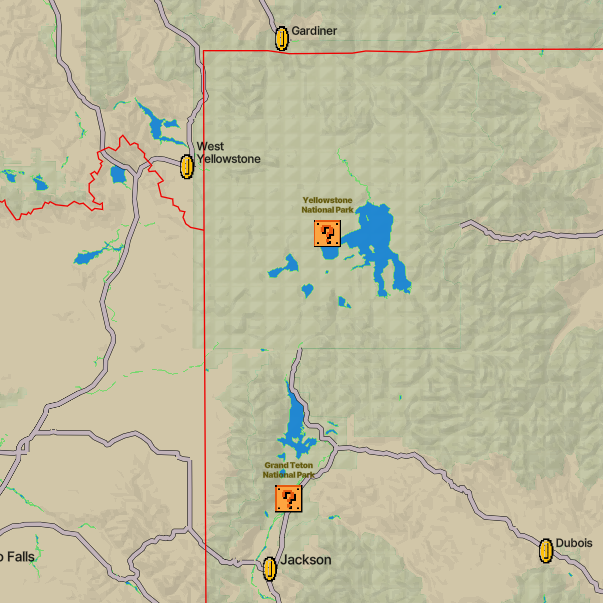 Gardiner
West
Yellowstone
Yellowstone
National Park
?
Grand Teton
National Park
?
Dubois
o Falls
Jackson